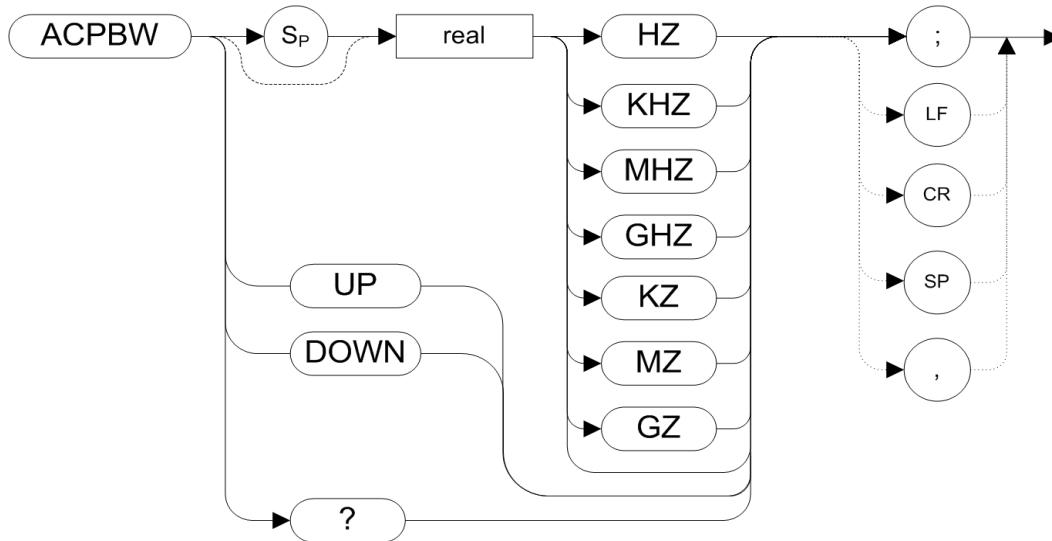 ACPBW
SP
real
HZ
;
KHZ
LF
MHZ
CR
GHZ
UP
KZ
SP
DOWN
MZ
,
GZ
?